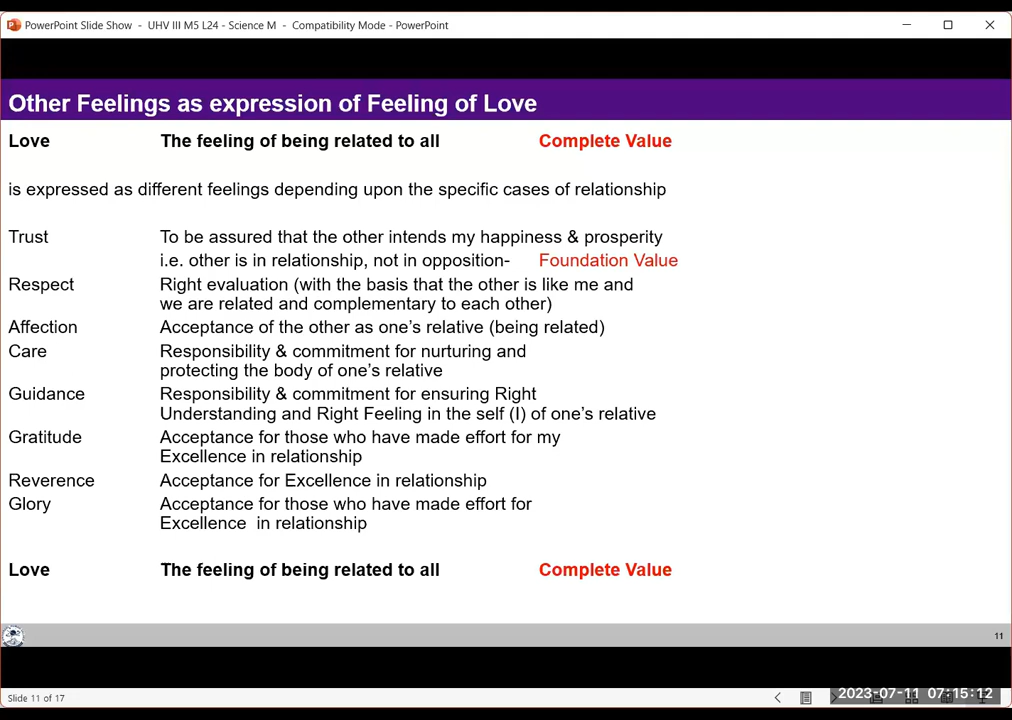 PowerPoint Slide Show - UHV III M5 L24 - Science M - Compatibility Mode - PowerPoint
Other Feelings as expression of Feeling of Love
Love The feeling of being related to all Complete Value
is expressed as different feelings depending upon the specific cases of relationship
Trust To be assured that the other intends my happiness & prosperity
i.e. other is in relationship, not in opposition- Foundation Value
Respect Right evaluation (with the basis that the other is like me and
we are related and complementary to each other)
Affection Acceptance of the other as one’s relative (being related)
Care Responsibility & commitment for nurturing and
protecting the body of one’s relative
Guidance Responsibility & commitment for ensuring Right
Understanding and Right Feeling in the self (I) of one’s relative
Gratitude Acceptance for those who have made effort for my
Excellence in relationship
Reverence Acceptance for Excellence in relationship
Glory Acceptance for those who have made effort for
Excellence in relationship
Love The feeling of being related to all Complete Value
11
Slide 11 of 17
2023-07-11 07:15:12